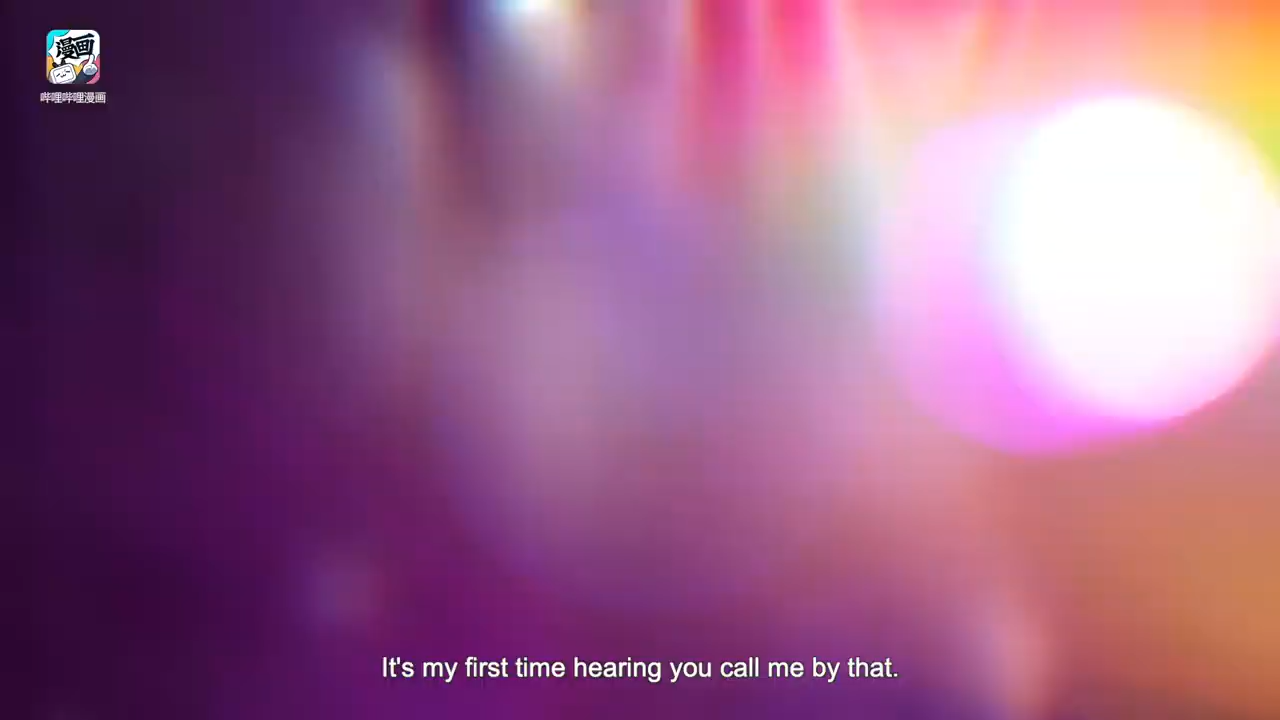 漫画
哔哩哔哩漫画
It's my first time hearing you call me by that.